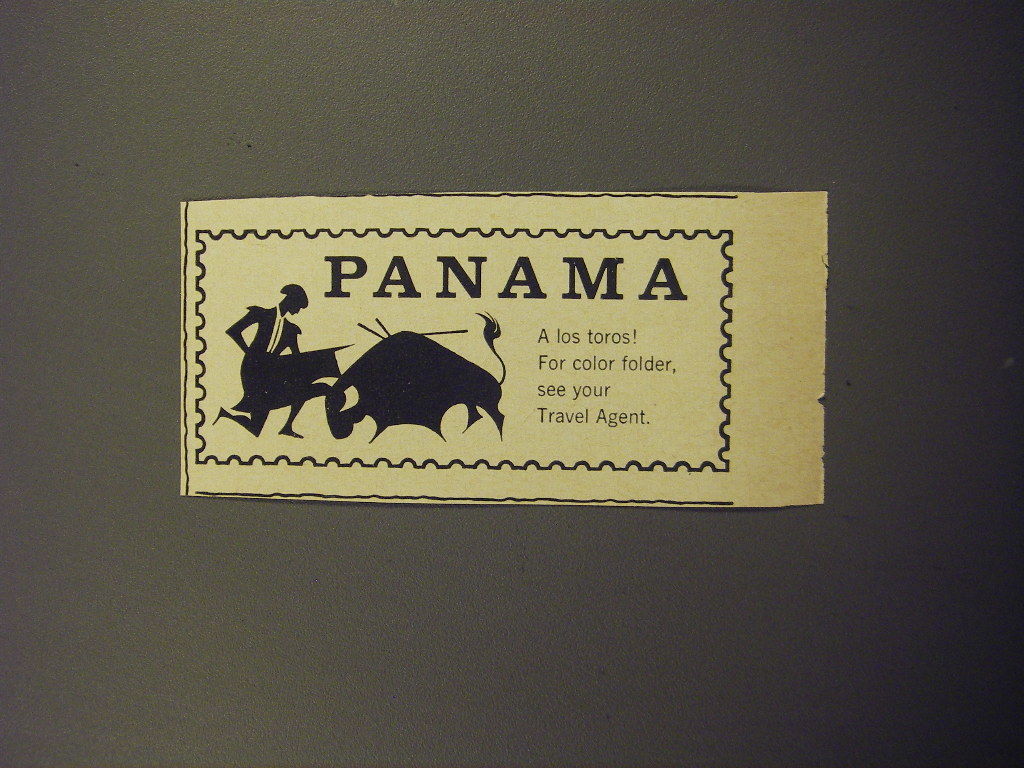 PANAMA
A los toros!
For color folder,
see your
Travel Agent.